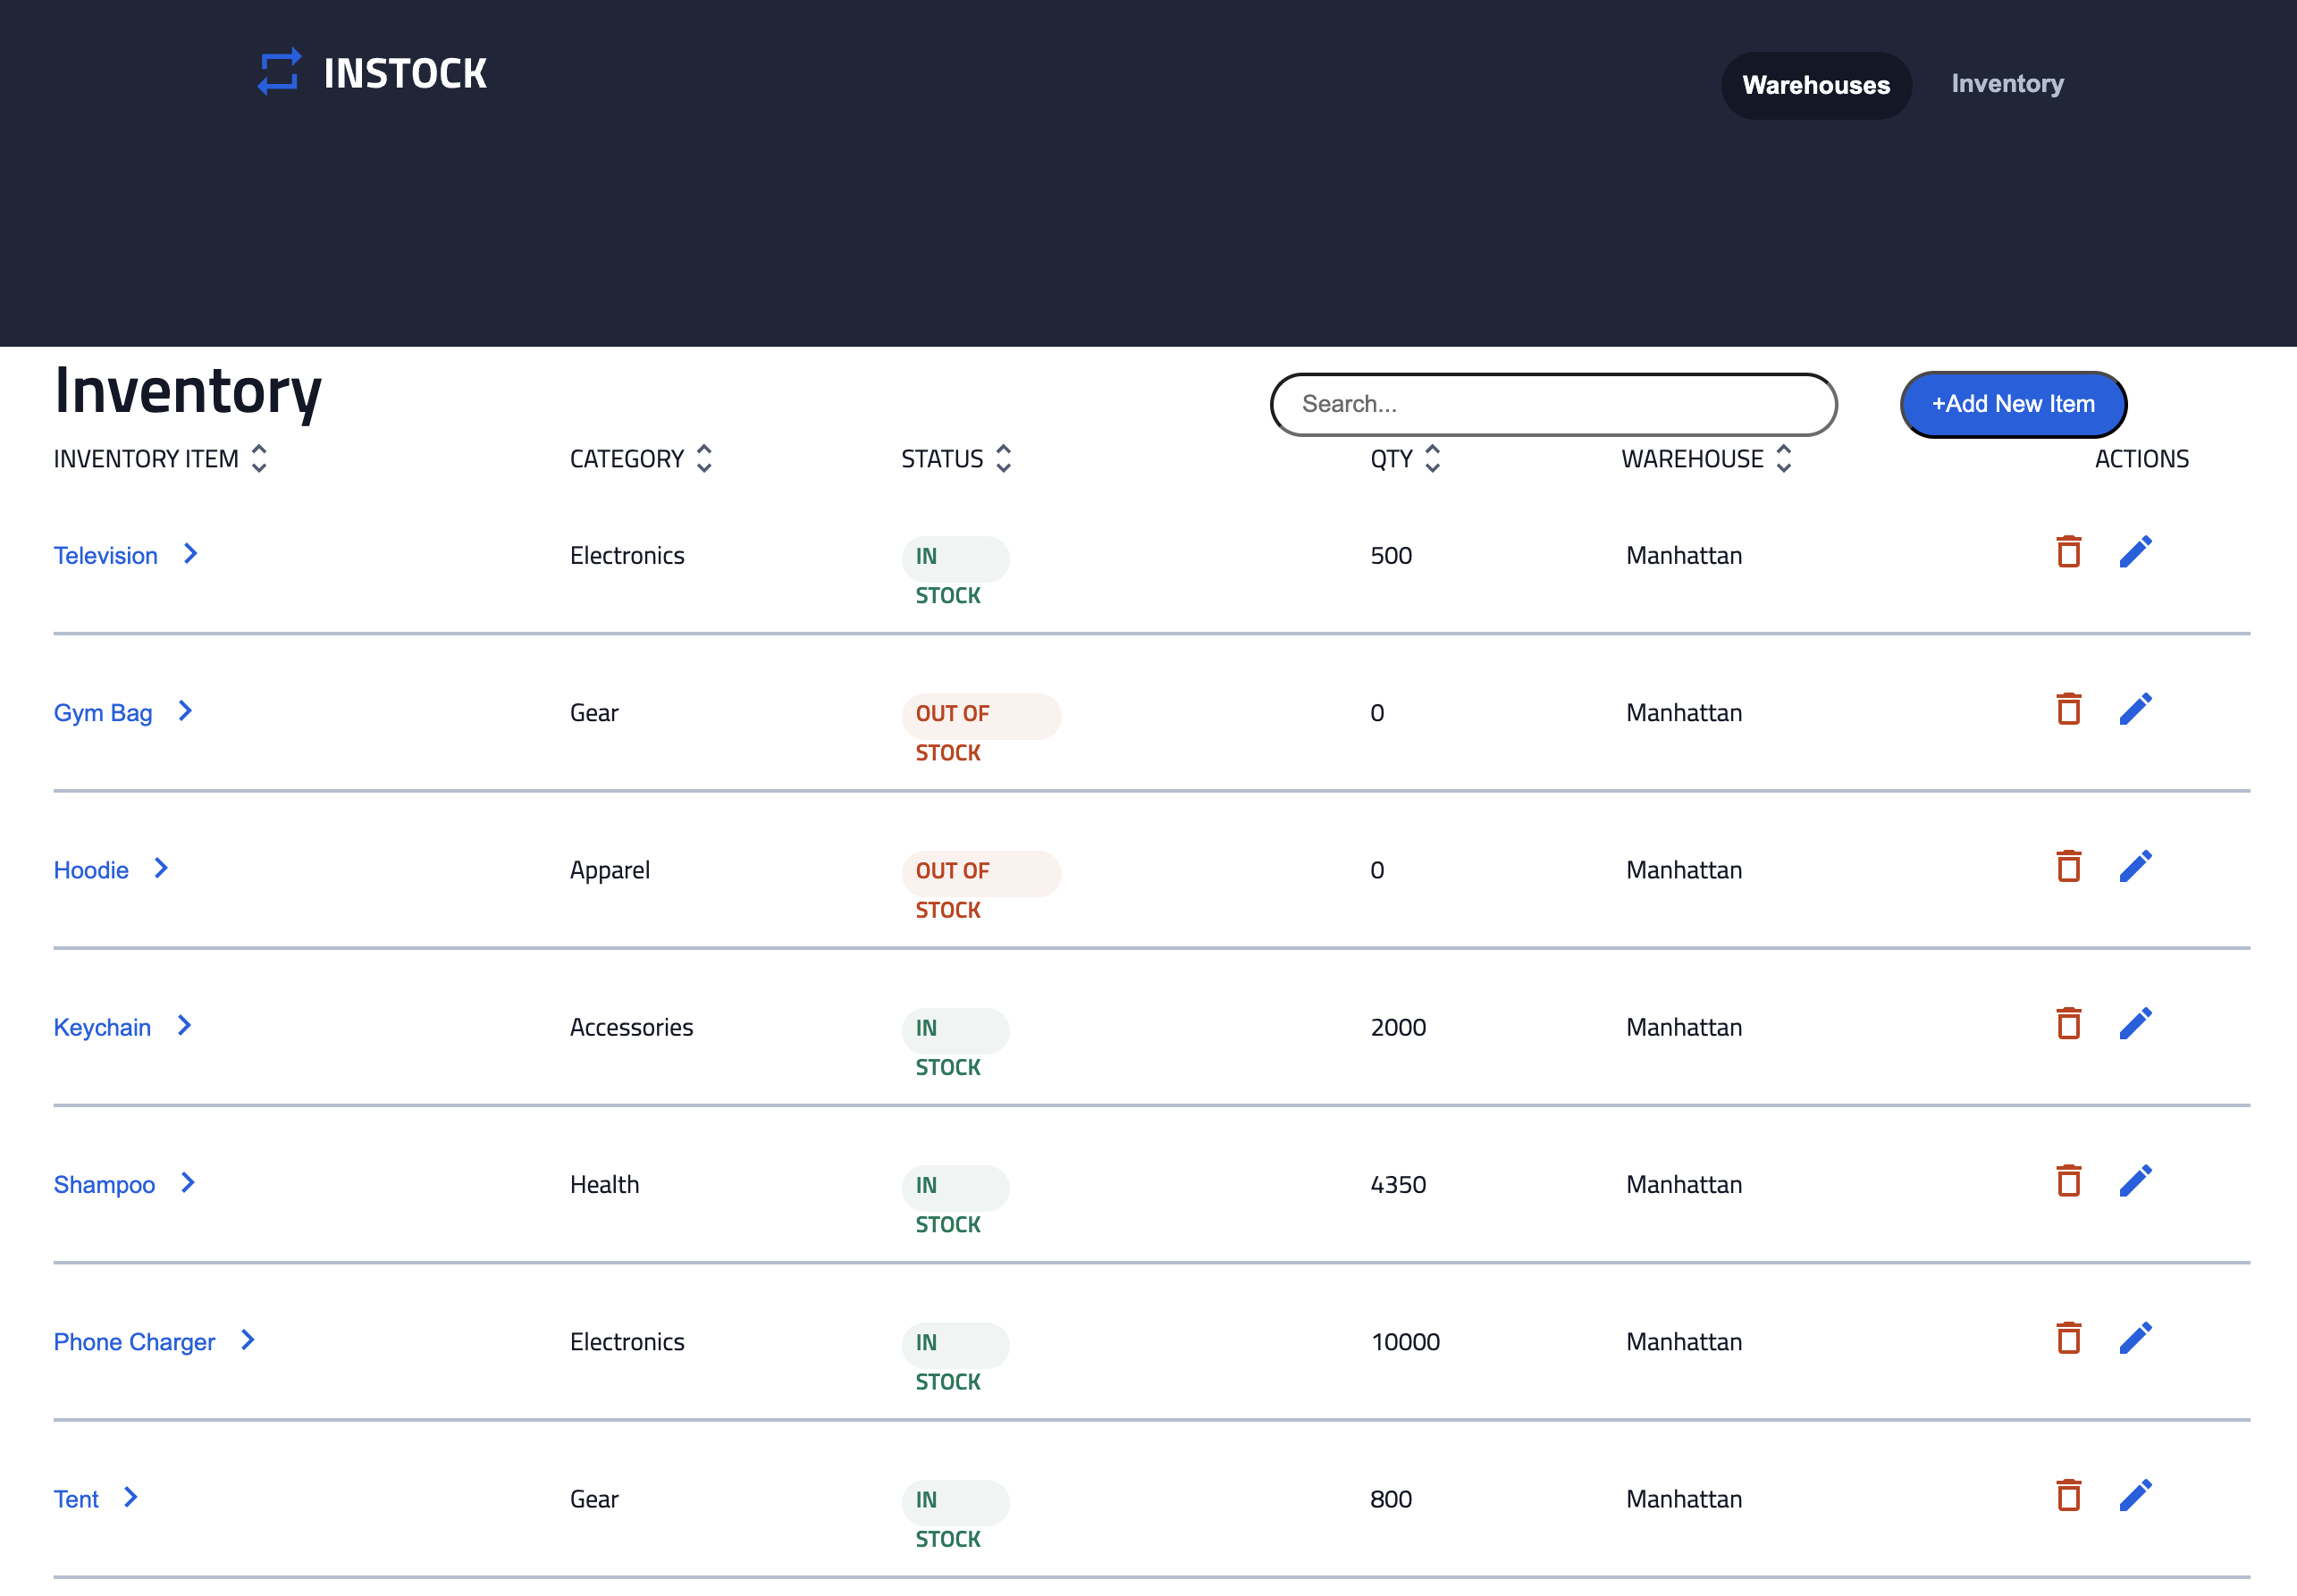 INSTOCK
Warehouses Inventory
Inventory
Search...
+Add New Item
INVENTORY ITEM CATEGORY STATUS QTY WAREHOUSE ACTIONS
Television Electronics IN 500 Manhattan
STOCK
Gym Bag Gear OUT OF 0 Manhattan
STOCK
Hoodie Apparel OUT OF 0 Manhattan
STOCK
Keychain Accessories IN 2000 Manhattan
STOCK
Shampoo Health IN 4350 Manhattan
STOCK
Phone Charger Electronics IN 10000 Manhattan
STOCK
Tent Gear IN 800 Manhattan
STOCK